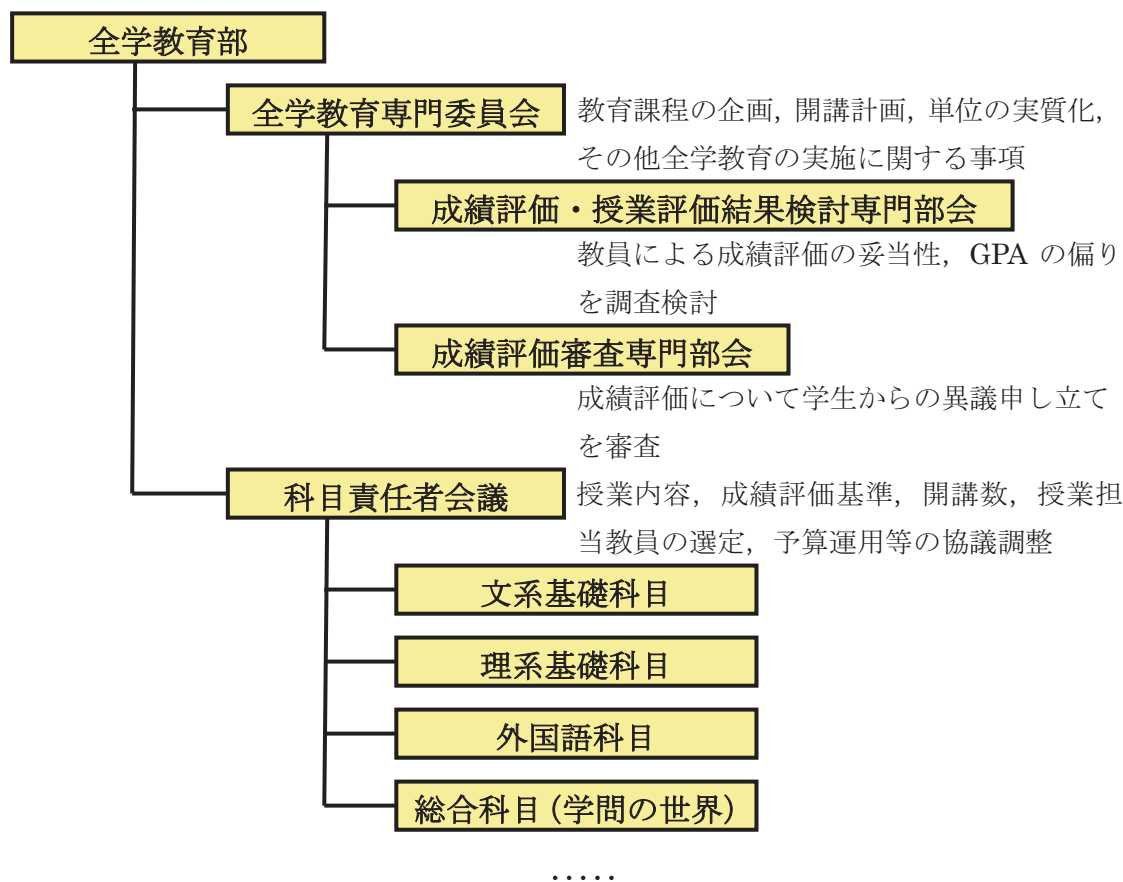 全学教育部
全学教育専門委員会
教育課程の企画，開講計画，単位の実質化，
その他全学教育の実施に関する事項
成績評価・授業評価結果検討専門部会
教員による成績評価の妥当性，GPA の偏り
を調査検討
成績評価審査専門部会
成績評価について学生からの異議申し立て
を審査
科目責任者会議
授業内容，成績評価基準，開講数，授業担
当教員の選定，予算運用等の協議調整
文系基礎科目
理系基礎科目
外国語科目
総合科目（学問の世界）
.....